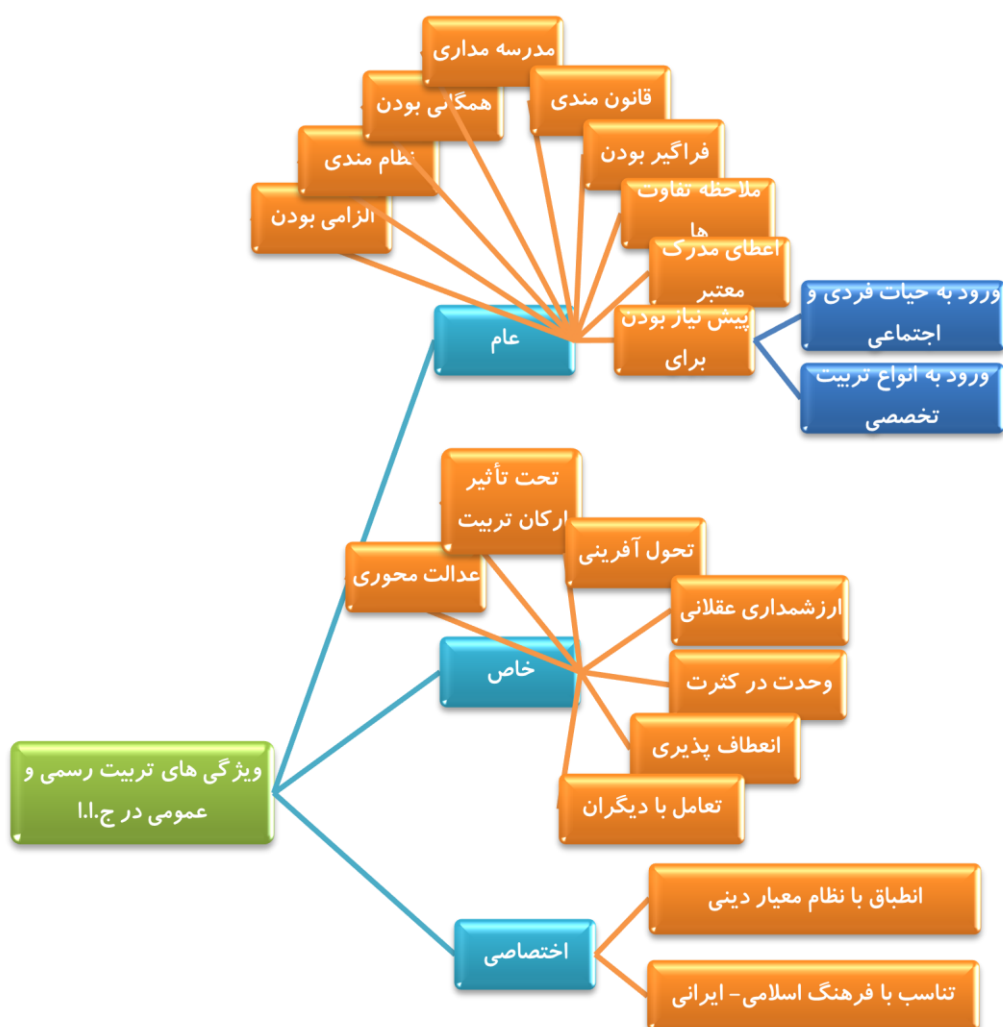 مدرسه مداری
همگانی بودن
نظام مندی
الزامی بودن
قانون مندی
فراگیر بودن
ملاحظه تفاوت
ها
اعطای مدرک
معتبر
پیش نیاز بودن
برای
ورود به حیات فردی و
اجتماعی
ورود به انواع تربیت
تخصصی
عام
تحت تأثیر
ارکان تربیت
عدالت محوری
تحول آفرینی
ارزشمداری عقلانی
وحدت در کثرت
انعطاف پذیری
تعامل با دیگران
خاص
ویژگی های تربیت رسمی و
عمومی در ج.ا.ا
اختصاصی
انطباق با نظام معیار دینی
تناسب با فرهنگ اسلامی- ایرانی